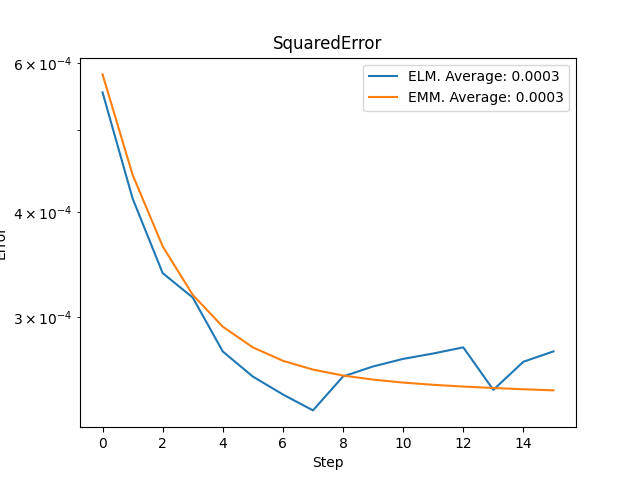 SquaredError
6 × 10⁻⁴
4 × 10⁻⁴
3 × 10⁻⁴
Error
ELM. Average: 0.0003
EMM. Average: 0.0003
0 2 4 6 8 10 12 14
Step